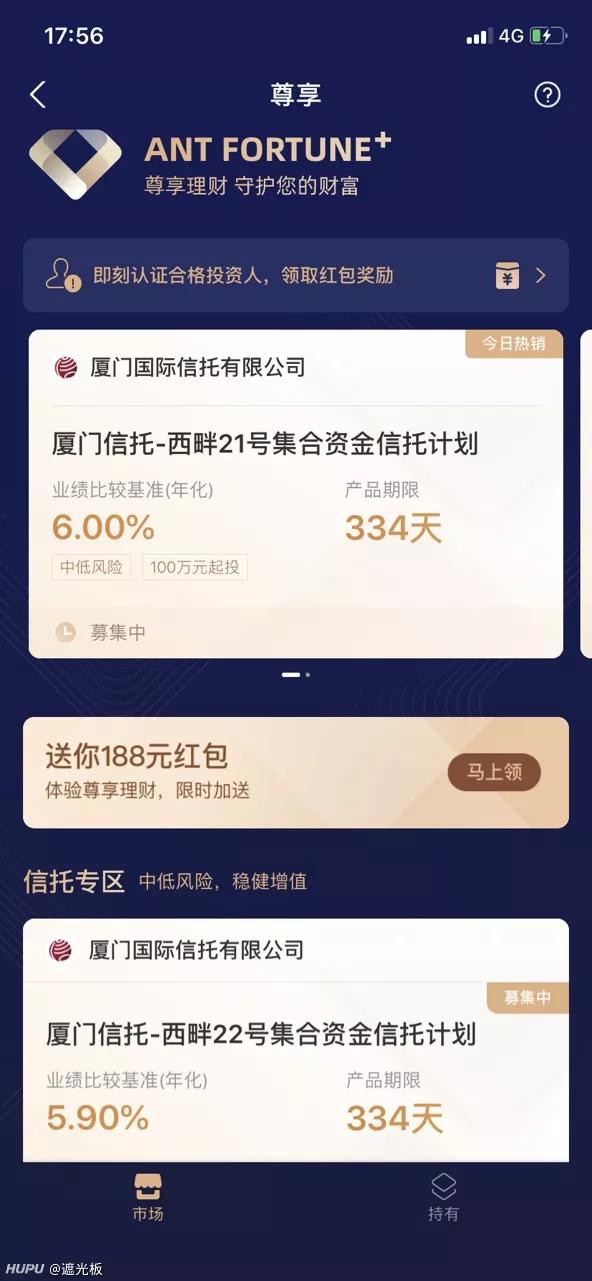 17:56
4G
尊享
?
ANT FORTUNE+
尊享理财 守护您的财富
即刻认证合格投资人，领取红包奖励
¥
今日热销
厦门国际信托有限公司
厦门信托-西畔21号集合资金信托计划
业绩比较基准(年化)
产品期限
6.00%
334天
中低风险
100万元起投
募集中
送你188元红包
体验尊享理财，限时加送
马上领
信托专区 中低风险，稳健增值
厦门国际信托有限公司
募集中
厦门信托-西畔22号集合资金信托计划
业绩比较基准(年化)
产品期限
5.90%
334天
市场
持有
HUPU @遮光板